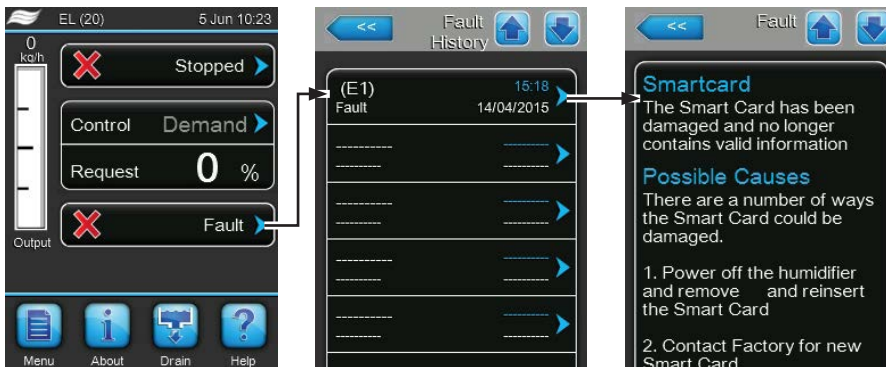 EL (20) 5 Jun 10:23
0
kg/h
Stopped
Control Demand
Request 0 %
Fault
Output
Menu About Drain Help
<< Fault
History
(E1) 15:18
Fault 14/04/2015
---------- ----------
--------- ---------
---------- ----------
--------- ---------
---------- ----------
--------- ---------
---------- ----------
--------- ---------
<< Fault
Smartcard
The Smart Card has been
damaged and no longer
contains valid information
Possible Causes
There are a number of ways
the Smart Card could be
damaged.
1. Power off the humidifier
and remove and reinsert
the Smart Card
2. Contact Factory for new
Smart Card